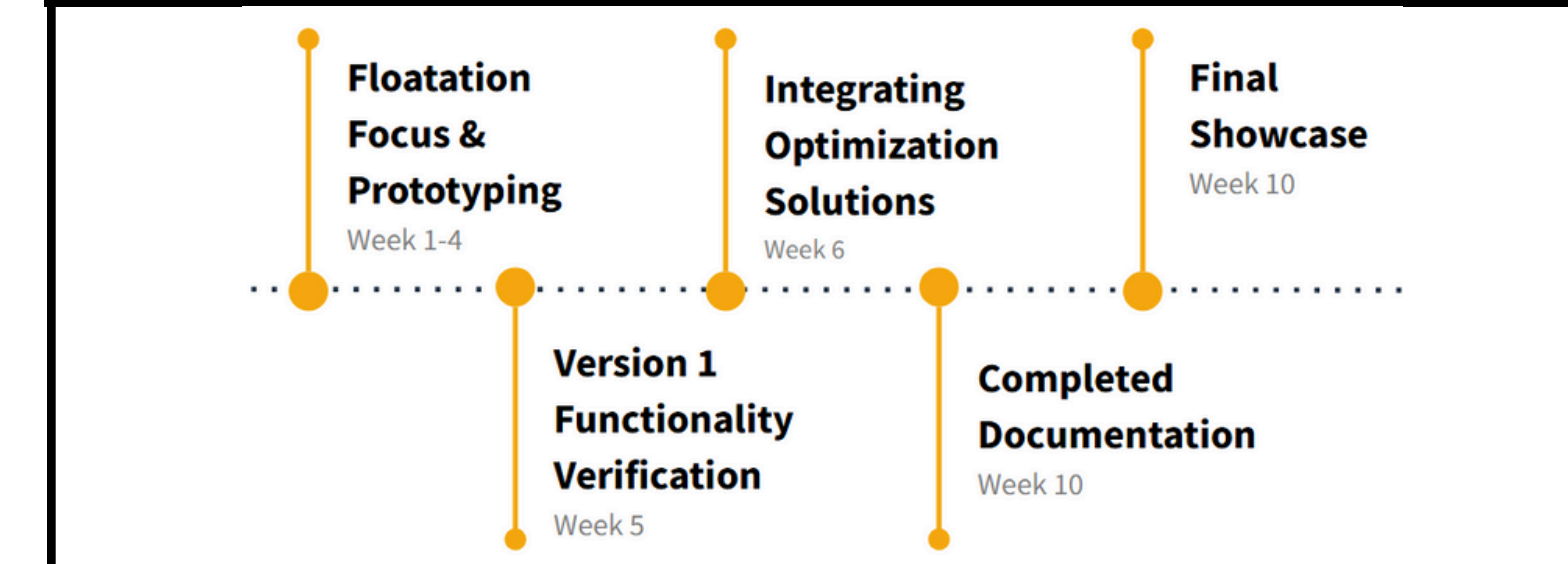 Floatation
Focus &
Prototyping
Week 1-4
Version 1
Functionality
Verification
Week 5
Integrating
Optimization
Solutions
Week 6
Completed
Documentation
Week 10
Final
Showcase
Week 10